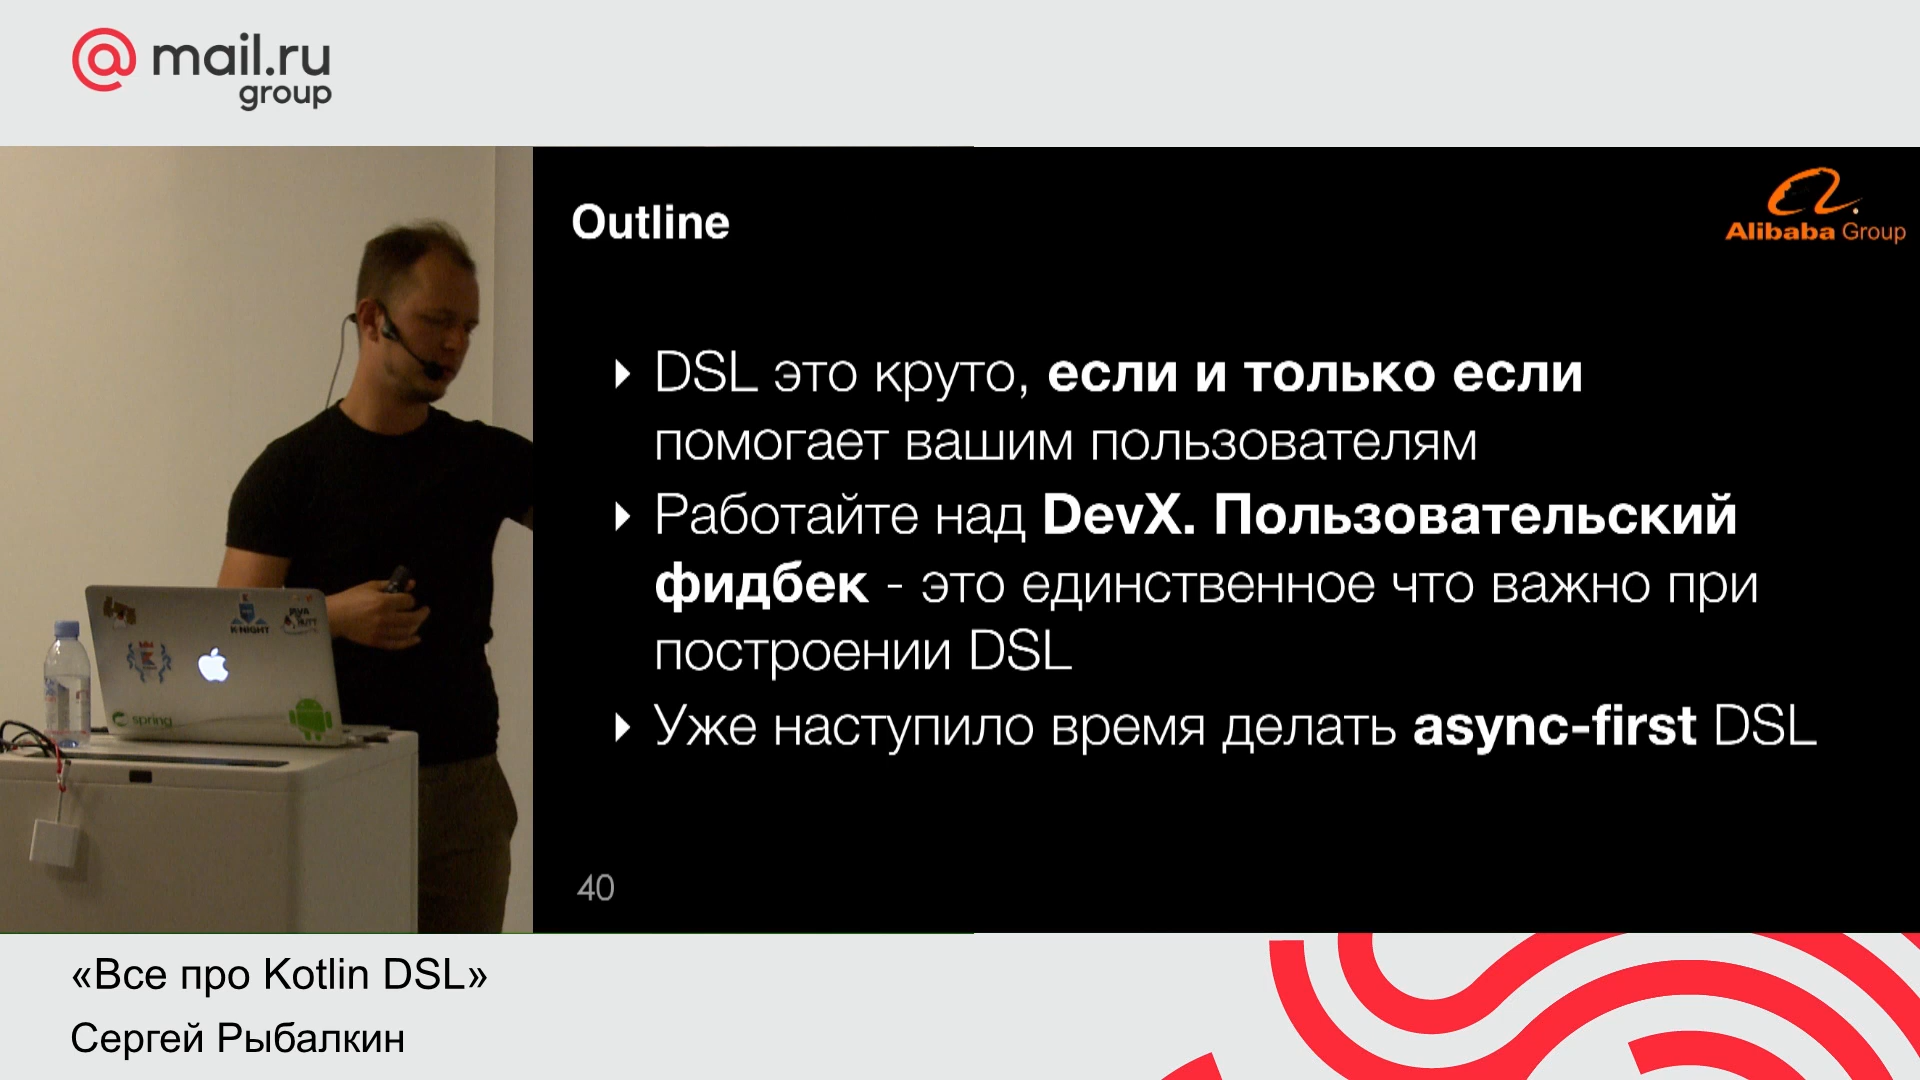 mail.ru
group
Outline
Alibaba Group
DSL это круто, если и только если
помогает вашим пользователям
Работайте над DevX. Пользовательский
фидбек - это единственное что важно при
построении DSL
Уже наступило время делать async-first DSL
40
K-NIGHT
spring
«Все про Kotlin DSL»
Сергей Рыбалкин